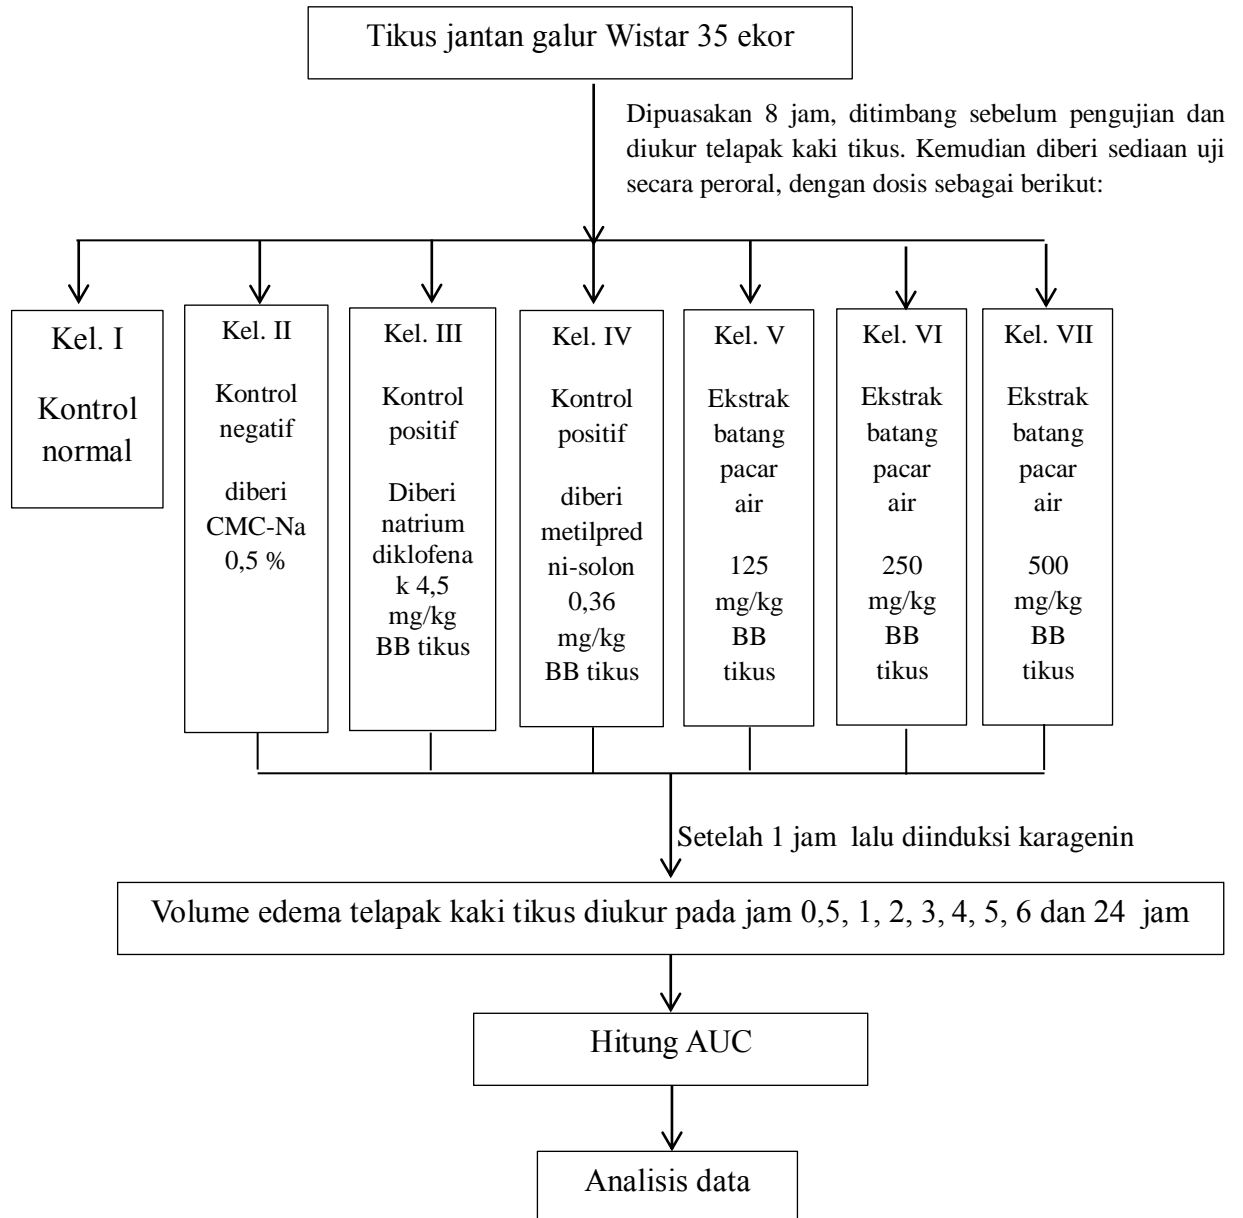 Tikus jantan galur Wistar 35 ekor
Dipuasakan 8 jam, ditimbang sebelum pengujian dan
diukur telapak kaki tikus. Kemudian diberi sediaan uji
secara peroral, dengan dosis sebagai berikut:
Kel. I
Kontrol
normal
Kel. II
Kontrol
negatif
diberi
CMC-Na
0,5 %
Kel. III
Kontrol
positif
Diberi
natrium
diklofena
k 4,5
mg/kg
BB tikus
Kel. IV
Kontrol
positif
diberi
metilpred
ni-solon
0,36
mg/kg
BB tikus
Kel. V
Ekstrak
batang
pacar
air
125
mg/kg
BB
tikus
Kel. VI
Ekstrak
batang
pacar
air
250
mg/kg
BB
tikus
Kel. VII
Ekstrak
batang
pacar
air
500
mg/kg
BB
tikus
Setelah 1 jam  lalu diinduksi karagenin
Volume edema telapak kaki tikus diukur pada jam 0,5, 1, 2, 3, 4, 5, 6 dan 24  jam
Hitung AUC
Analisis data